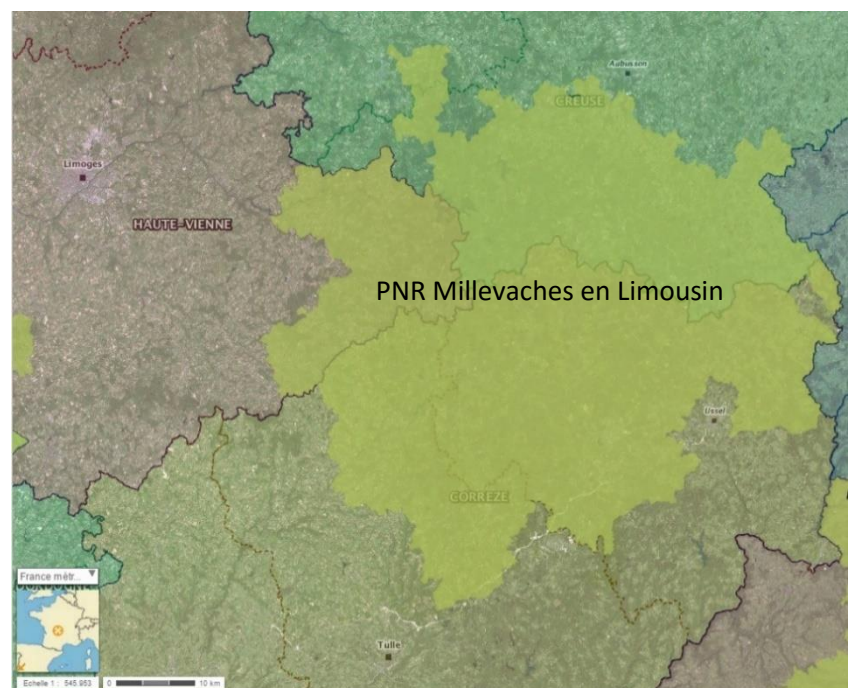 Aubusson
CREUSE
Limoges
HAUTE-VIENNE
PNR Millevaches en Limousin
Ussel
CORREZE
France métr...
Tulle
Echelle 1 : 545.953
0 10 km